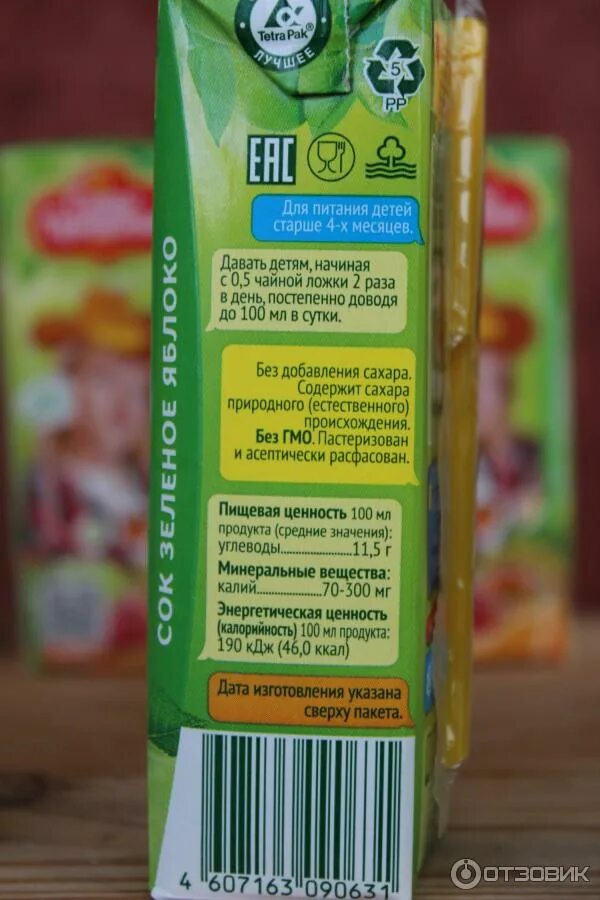 Tetra Pak
ЛУЧШЕЕ
5
PP
EAC
Для питания детей
старше 4-х месяцев.
Давать детям, начиная
с 0,5 чайной ложки 2 раза
в день, постепенно доводя
до 100 мл в сутки.
Без добавления сахара.
Содержит сахара
природного (естественного)
происхождения.
Без ГМО. Пастеризован
и асептически расфасован.
Пищевая ценность 100 мл
продукта (средние значения):
углеводы....................11,5 г
Минеральные вещества:
калий....................70-300 мг
Энергетическая ценность
(калорийность) 100 мл продукта:
190 кДж (46,0 ккал)
Дата изготовления указана
сверху пакета.
СОК ЗЕЛЕНОЕ ЯБЛОКО
4 607163 090631
ОТЗОВИК